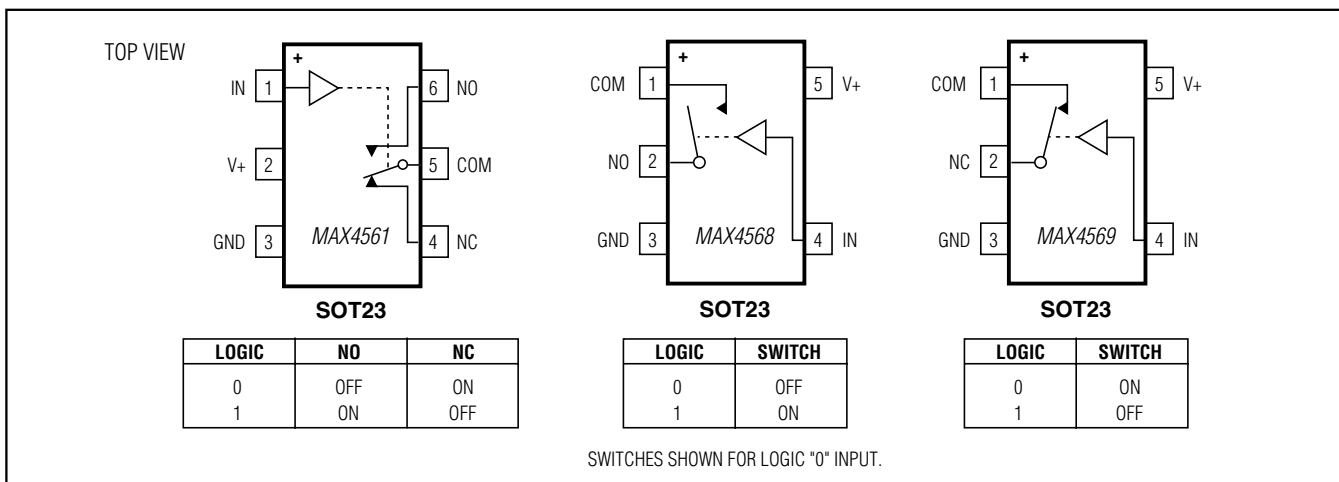 TOP VIEW
+
IN 1
6 NO
V+ 2
5 COM
GND 3
4 NC
MAX4561
SOT23
LOGIC NO NC
0 OFF ON
1 ON OFF
+
COM 1
5 V+
NO 2
GND 3
4 IN
MAX4568
SOT23
LOGIC SWITCH
0 OFF
1 ON
+
COM 1
5 V+
NC 2
GND 3
4 IN
MAX4569
SOT23
LOGIC SWITCH
0 ON
1 OFF
SWITCHES SHOWN FOR LOGIC "0" INPUT.